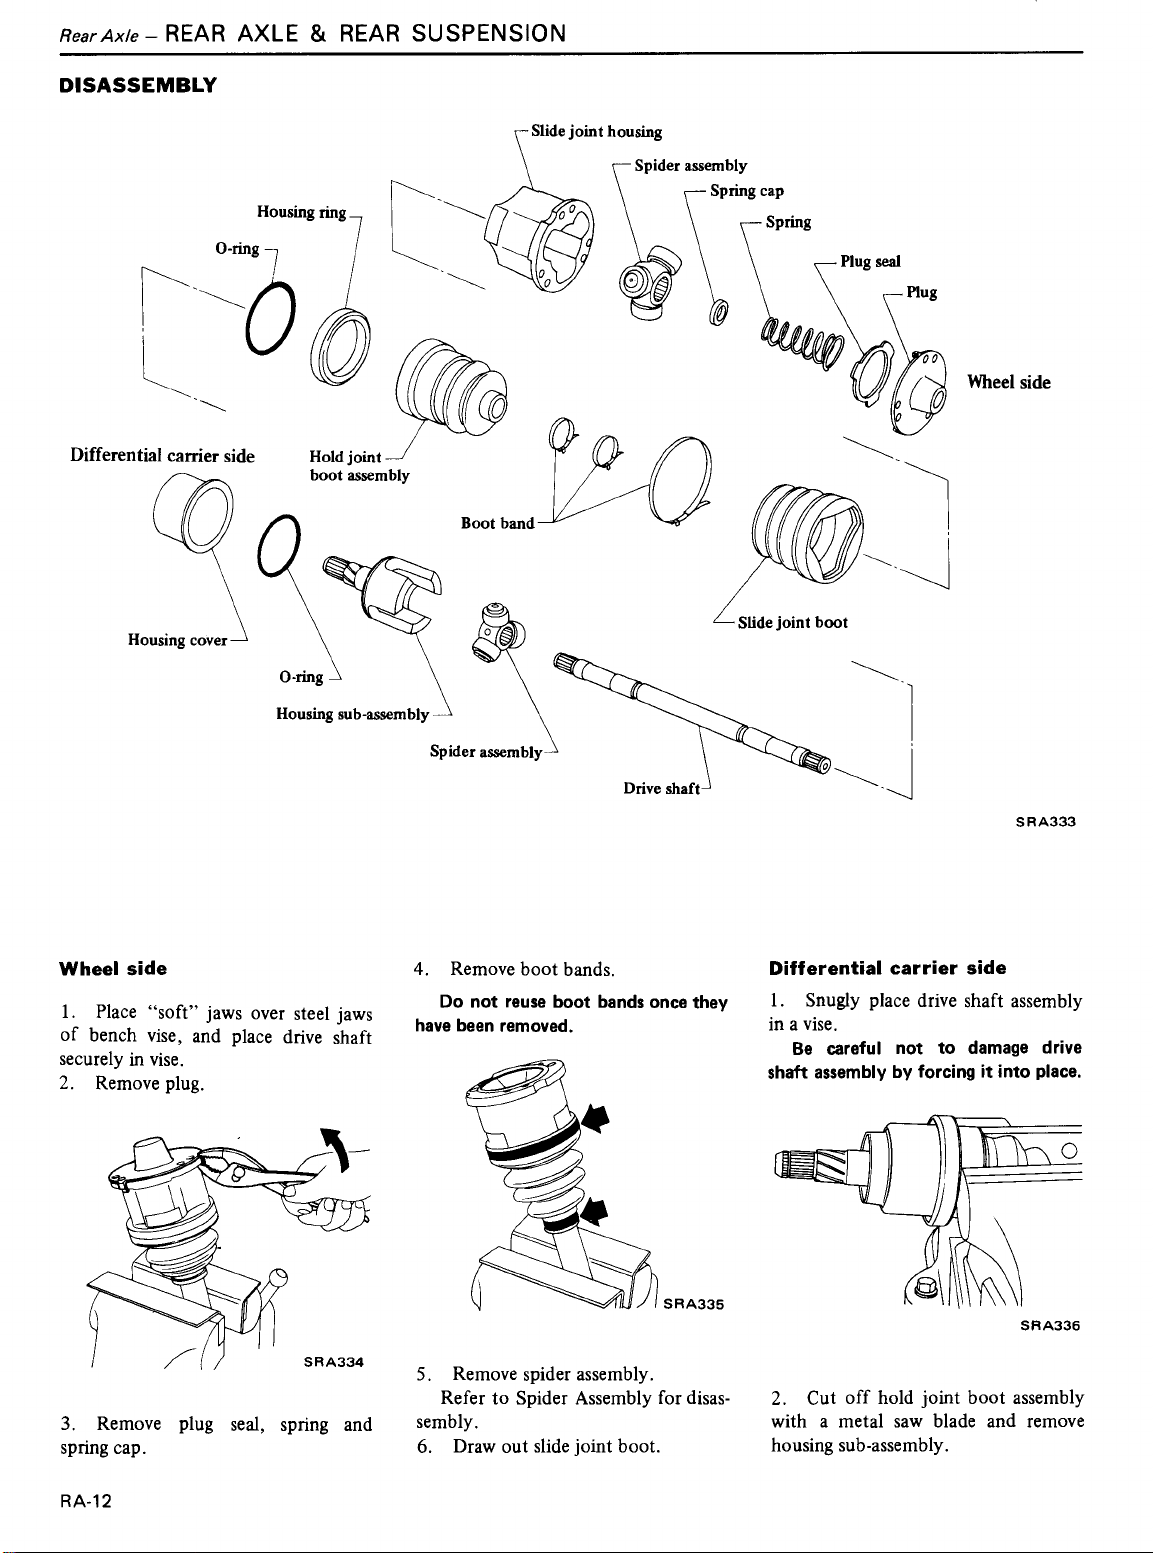 Rear Axle – REAR AXLE & REAR SUSPENSION
DISASSEMBLY
Slide joint housing
Spider assembly
Spring cap
Housing ring
Spring
O-ring
Plug seal
Plug
Wheel side
Differential carrier side
Hold joint
boot assembly
Boot band
Slide joint boot
Housing cover
O-ring
Housing sub-assembly
Spider assembly
Drive shaft
SRA333
Wheel side
1. Place “soft” jaws over steel jaws
of bench vise, and place drive shaft
securely in vise.
2. Remove plug.
SRA334
3. Remove plug seal, spring and
spring cap.
4. Remove boot bands.
Do not reuse boot bands once they
have been removed.
SRA335
5. Remove spider assembly.
Refer to Spider Assembly for disas-
sembly.
6. Draw out slide joint boot.
Differential carrier side
1. Snugly place drive shaft assembly
in a vise.
Be careful not to damage drive
shaft assembly by forcing it into place.
SRA336
2. Cut off hold joint boot assembly
with a metal saw blade and remove
housing sub-assembly.
RA-12